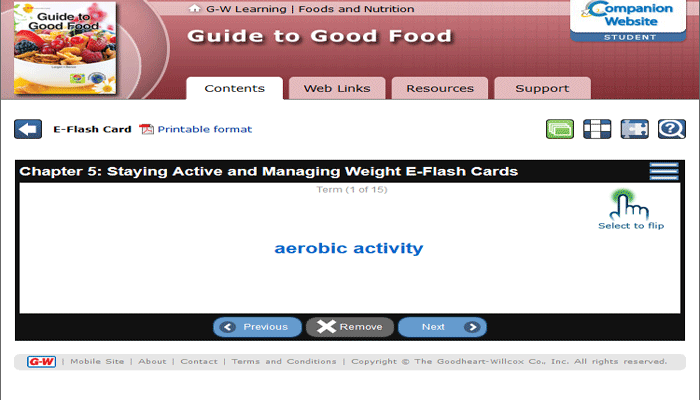 Guide to
Good Food
G-W Learning | Foods and Nutrition
Guide to Good Food
Companion
Website
STUDENT
Contents
Web Links
Resources
Support
E-Flash Card
Printable format
Chapter 5: Staying Active and Managing Weight E-Flash Cards
Term (1 of 15)
Select to flip
aerobic activity
Previous
Remove
Next
G-W | Mobile Site | About | Contact | Terms and Conditions | Copyright © The Goodheart-Willcox Co., Inc. All rights reserved.